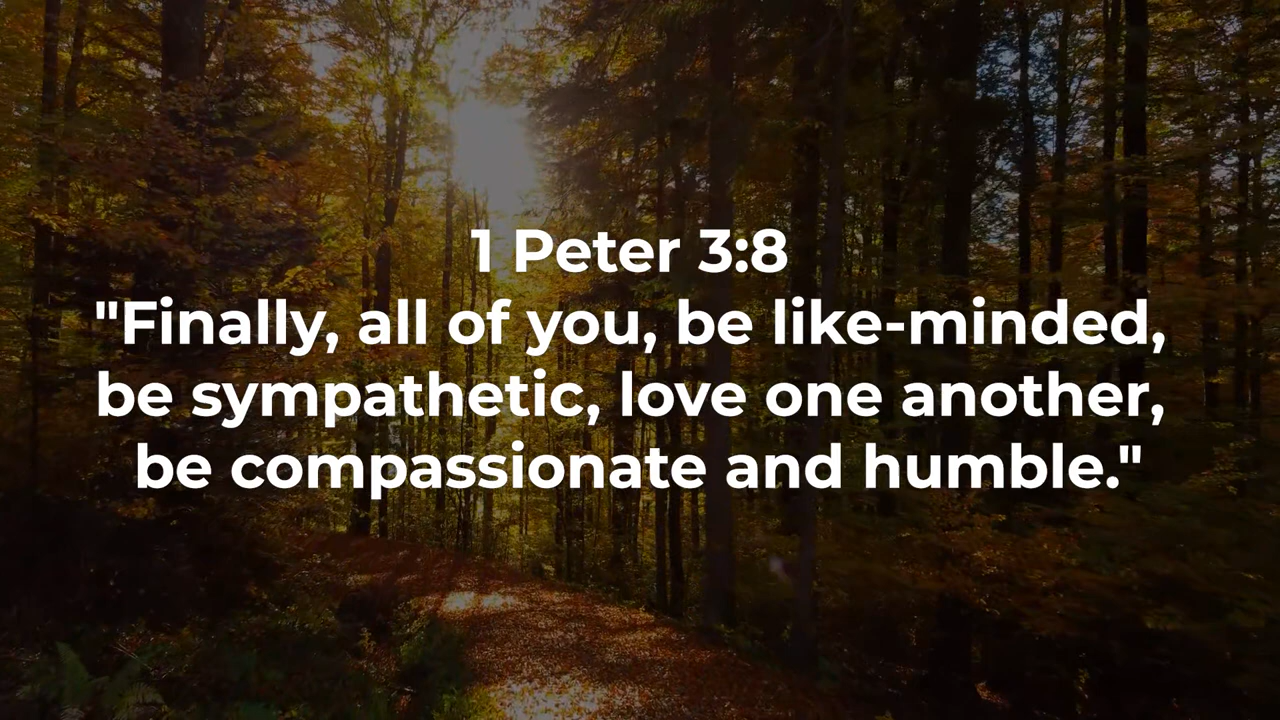 1 Peter 3:8
"Finally, all of you, be like-minded,
be sympathetic, love one another,
be compassionate and humble."